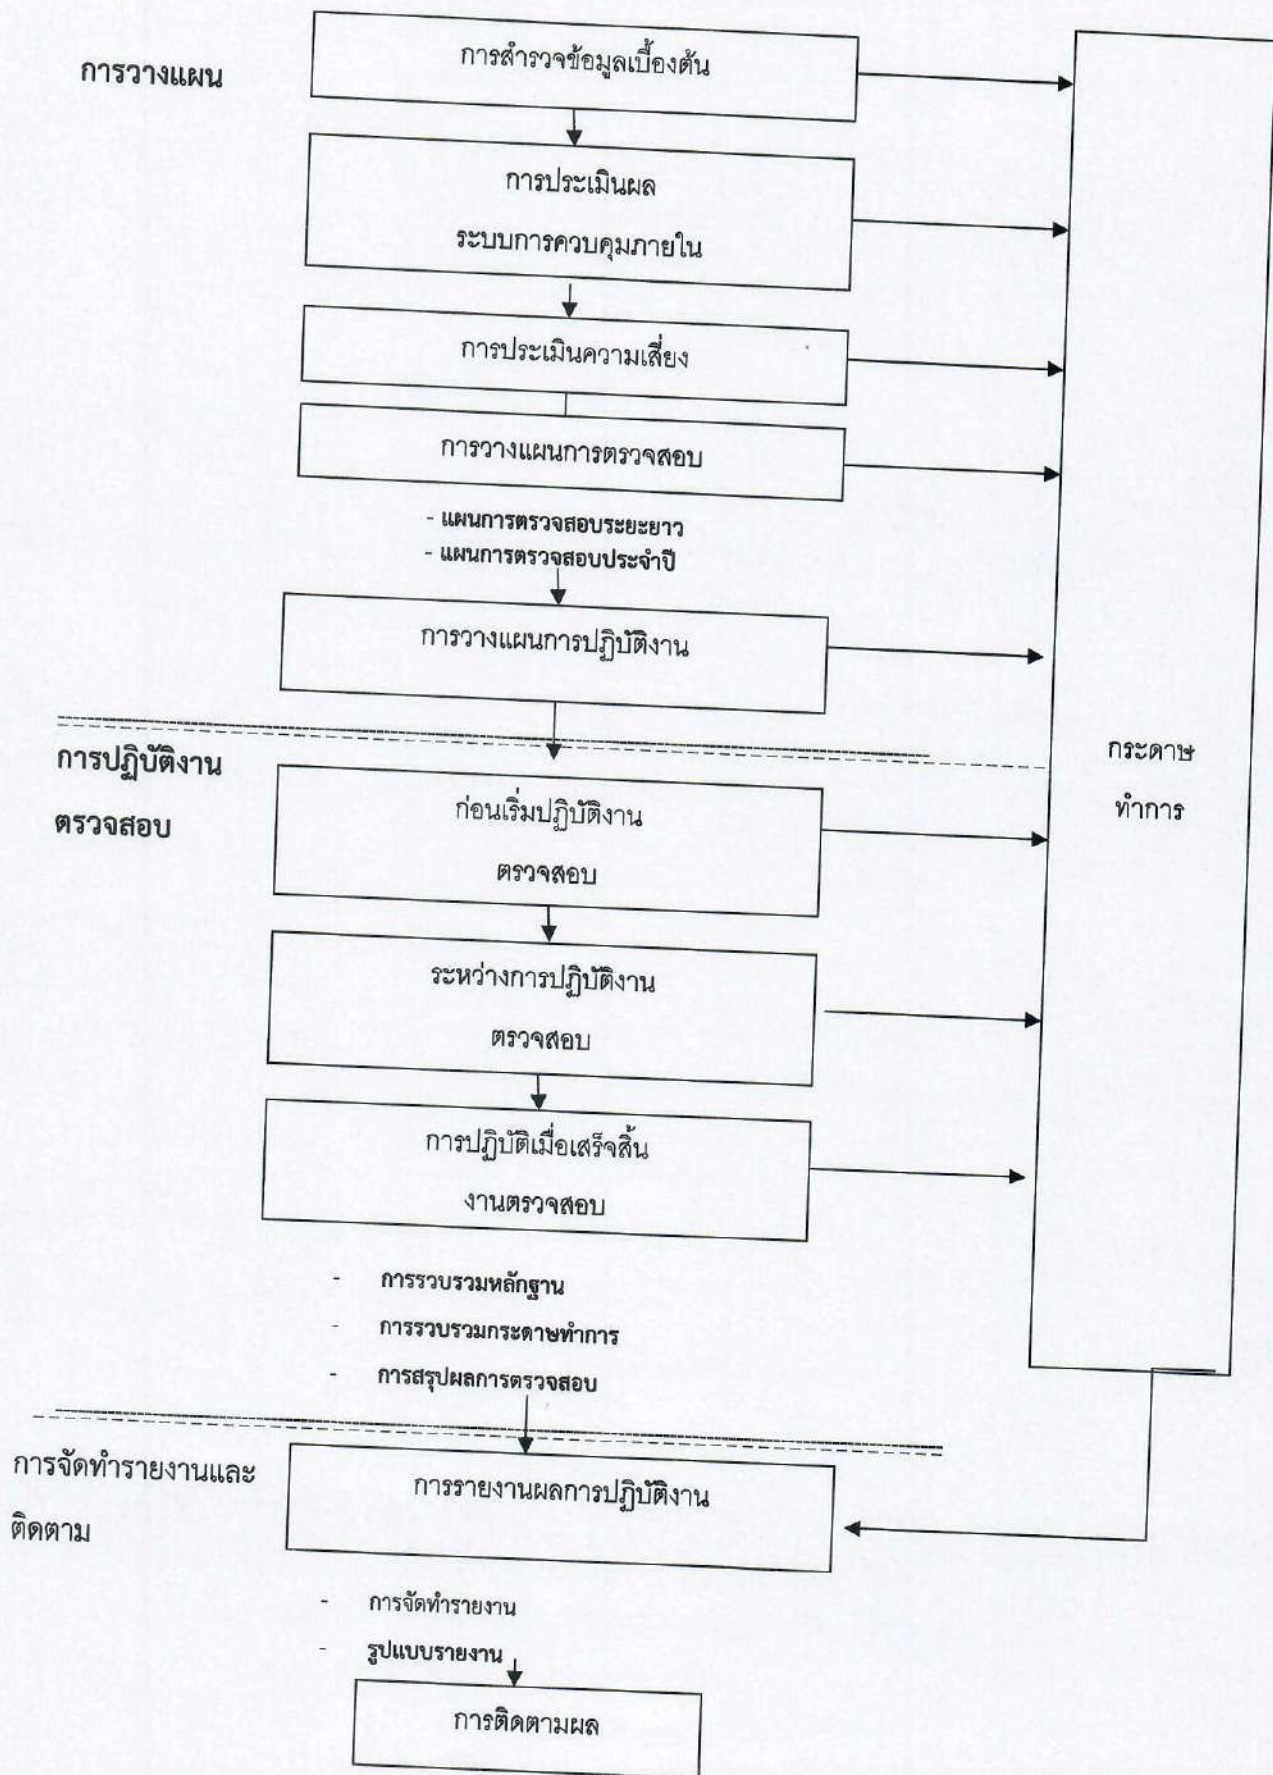 การวางแผน
การสำรวจข้อมูลเบื้องต้น
การประเมินผล
ระบบการควบคุมภายใน
การประเมินความเสี่ยง
การวางแผนการตรวจสอบ
- แผนการตรวจสอบระยะยาว
- แผนการตรวจสอบประจำปี
การวางแผนการปฏิบัติงาน
กระดาษ
ทำการ
การปฏิบัติงาน
ตรวจสอบ
ก่อนเริ่มปฏิบัติงาน
ตรวจสอบ
ระหว่างการปฏิบัติงาน
ตรวจสอบ
การปฏิบัติเมื่อเสร็จสิ้น
งานตรวจสอบ
- การรวบรวมหลักฐาน
- การรวบรวมกระดาษทำการ
- การสรุปผลการตรวจสอบ
การจัดทำรายงานและ
ติดตาม
การรายงานผลการปฏิบัติงาน
- การจัดทำรายงาน
- รูปแบบรายงาน
การติดตามผล